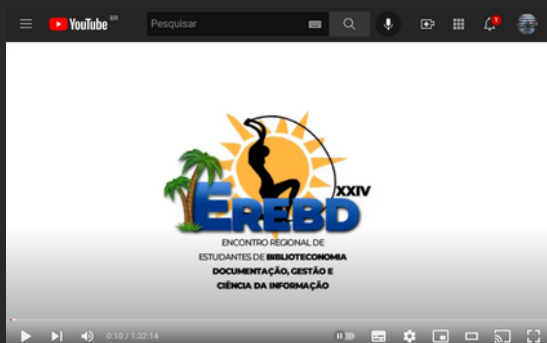 YouTube BR
Pesquisar
XXIV
EREBD
ENCONTRO REGIONAL DE
ESTUDANTES DE BIBLIOTECONOMIA
DOCUMENTAÇÃO, GESTÃO E
CIÊNCIA DA INFORMAÇÃO
0:10 / 1:32:14